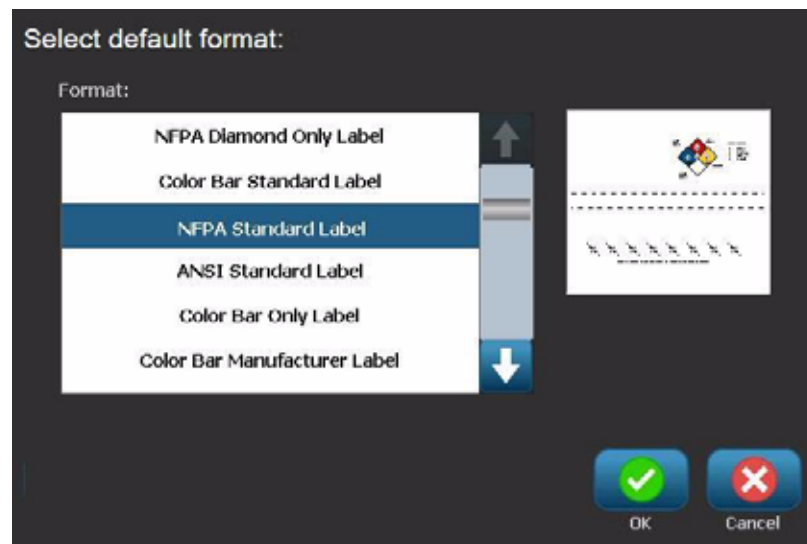 Select default format:
Format:
NFPA Diamond Only Label
Color Bar Standard Label
NFPA Standard Label
ANSI Standard Label
Color Bar Only Label
Color Bar Manufacturer Label
OK
Cancel